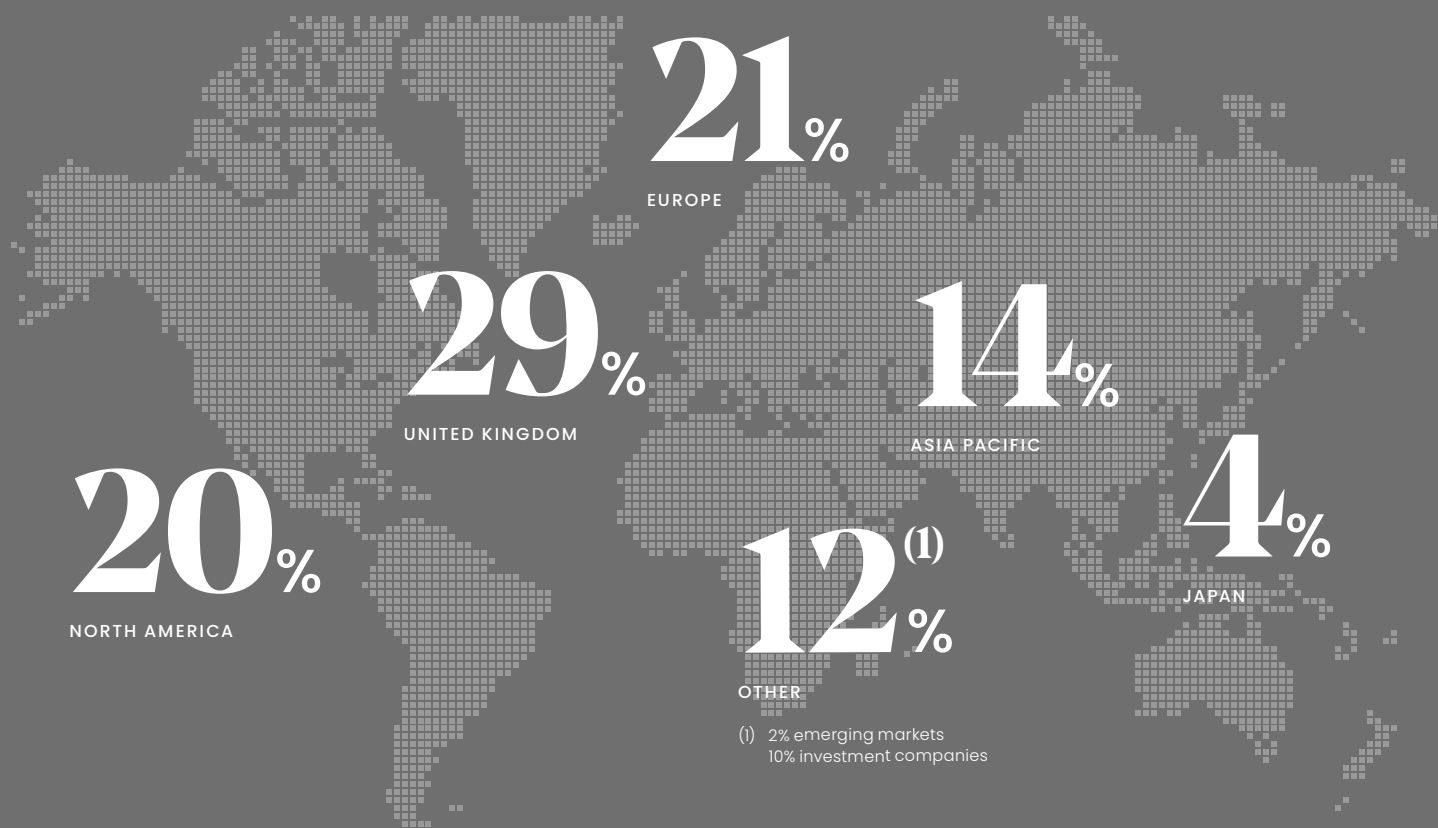 21%
EUROPE
29%
UNITED KINGDOM
14%
ASIA PACIFIC
4%
JAPAN
20%
NORTH AMERICA
12(1)%
OTHER
(1) 2% emerging markets
10% investment companies